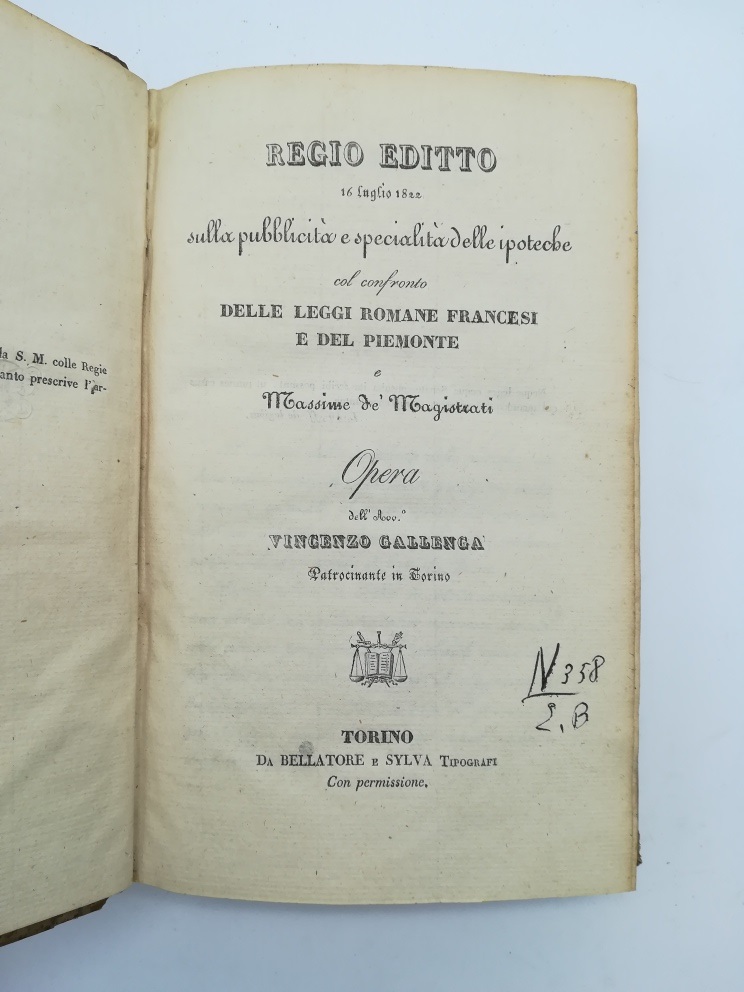 la S. M. colle Regie
anto prescrive l'ar-
REGIO EDITTO
16 Luglio 1822
sulla pubblicità e specialità delle ipoteche
col confronto
DELLE LEGGI ROMANE FRANCESI
E DEL PIEMONTE
e
Massime de' Magistrati
Opera
dell' Avv.º
VINCENZO GALLENGA
Patrocinante in Torino
N 358
TORINO
DA BELLATORE E SYLVA TIPOGRAFI
Con permissione.